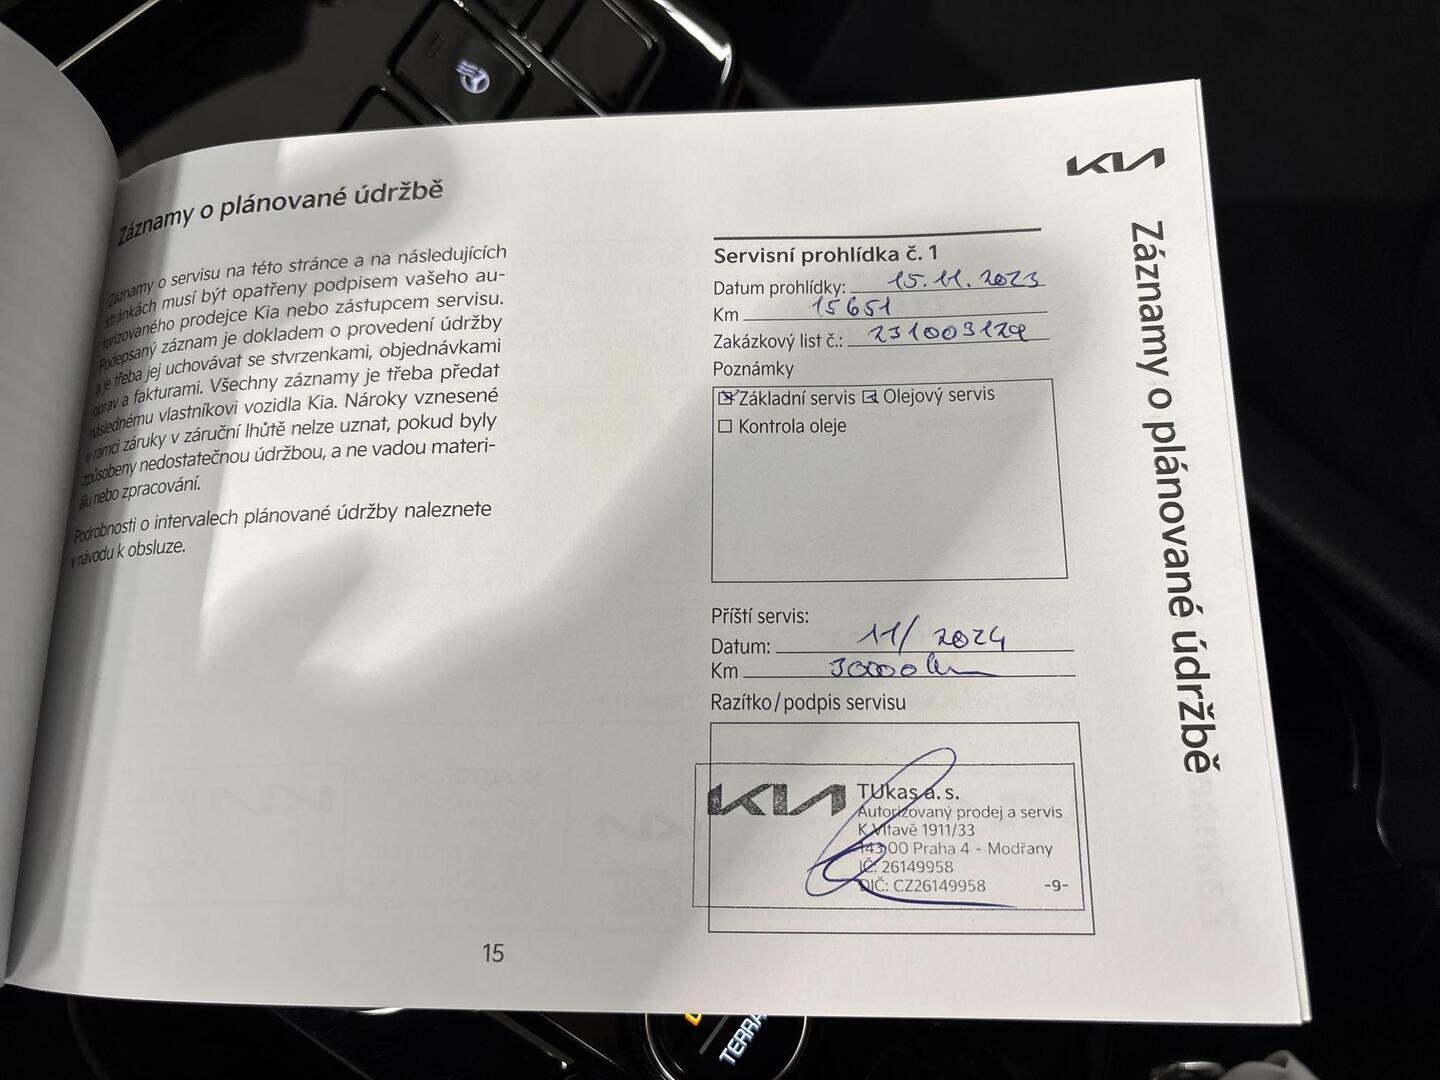 Záznamy o plánované údržbě
Záznamy o servisu na této stránce a na následujících
stránkách musí být opatřeny podpisem vašeho au-
torizovaného prodejce Kia nebo zástupcem servisu.
Podepsaný záznam je dokladem o provedení údržby
a je třeba jej uchovávat se stvrzenkami, objednávkami
oprav a fakturami. Všechny záznamy je třeba předat
následnému vlastníkovi vozidla Kia. Nároky vznesené
v rámci záruky v záruční lhůtě nelze uznat, pokud byly
způsobeny nedostatečnou údržbou, a ne vadou materi-
álu nebo zpracování.
Podrobnosti o intervalech plánované údržby naleznete
v návodu k obsluze.
15
KIA
Servisní prohlídka č. 1
Datum prohlídky: 15.11.2023
Km 15651
Zakázkový list č.: 231003129
Poznámky
Základní servis Olejový servis
Kontrola oleje
Příští servis:
Datum: 11/2024
Km 30000 km
Razítko/podpis servisu
KIA TUkas a. s.
Autorizovaný prodej a servis
K Vltavě 1911/33
143 00 Praha 4 - Modřany
IČ: 26149958
DIČ: CZ26149958 -9-
Záznamy o plánované údržbě